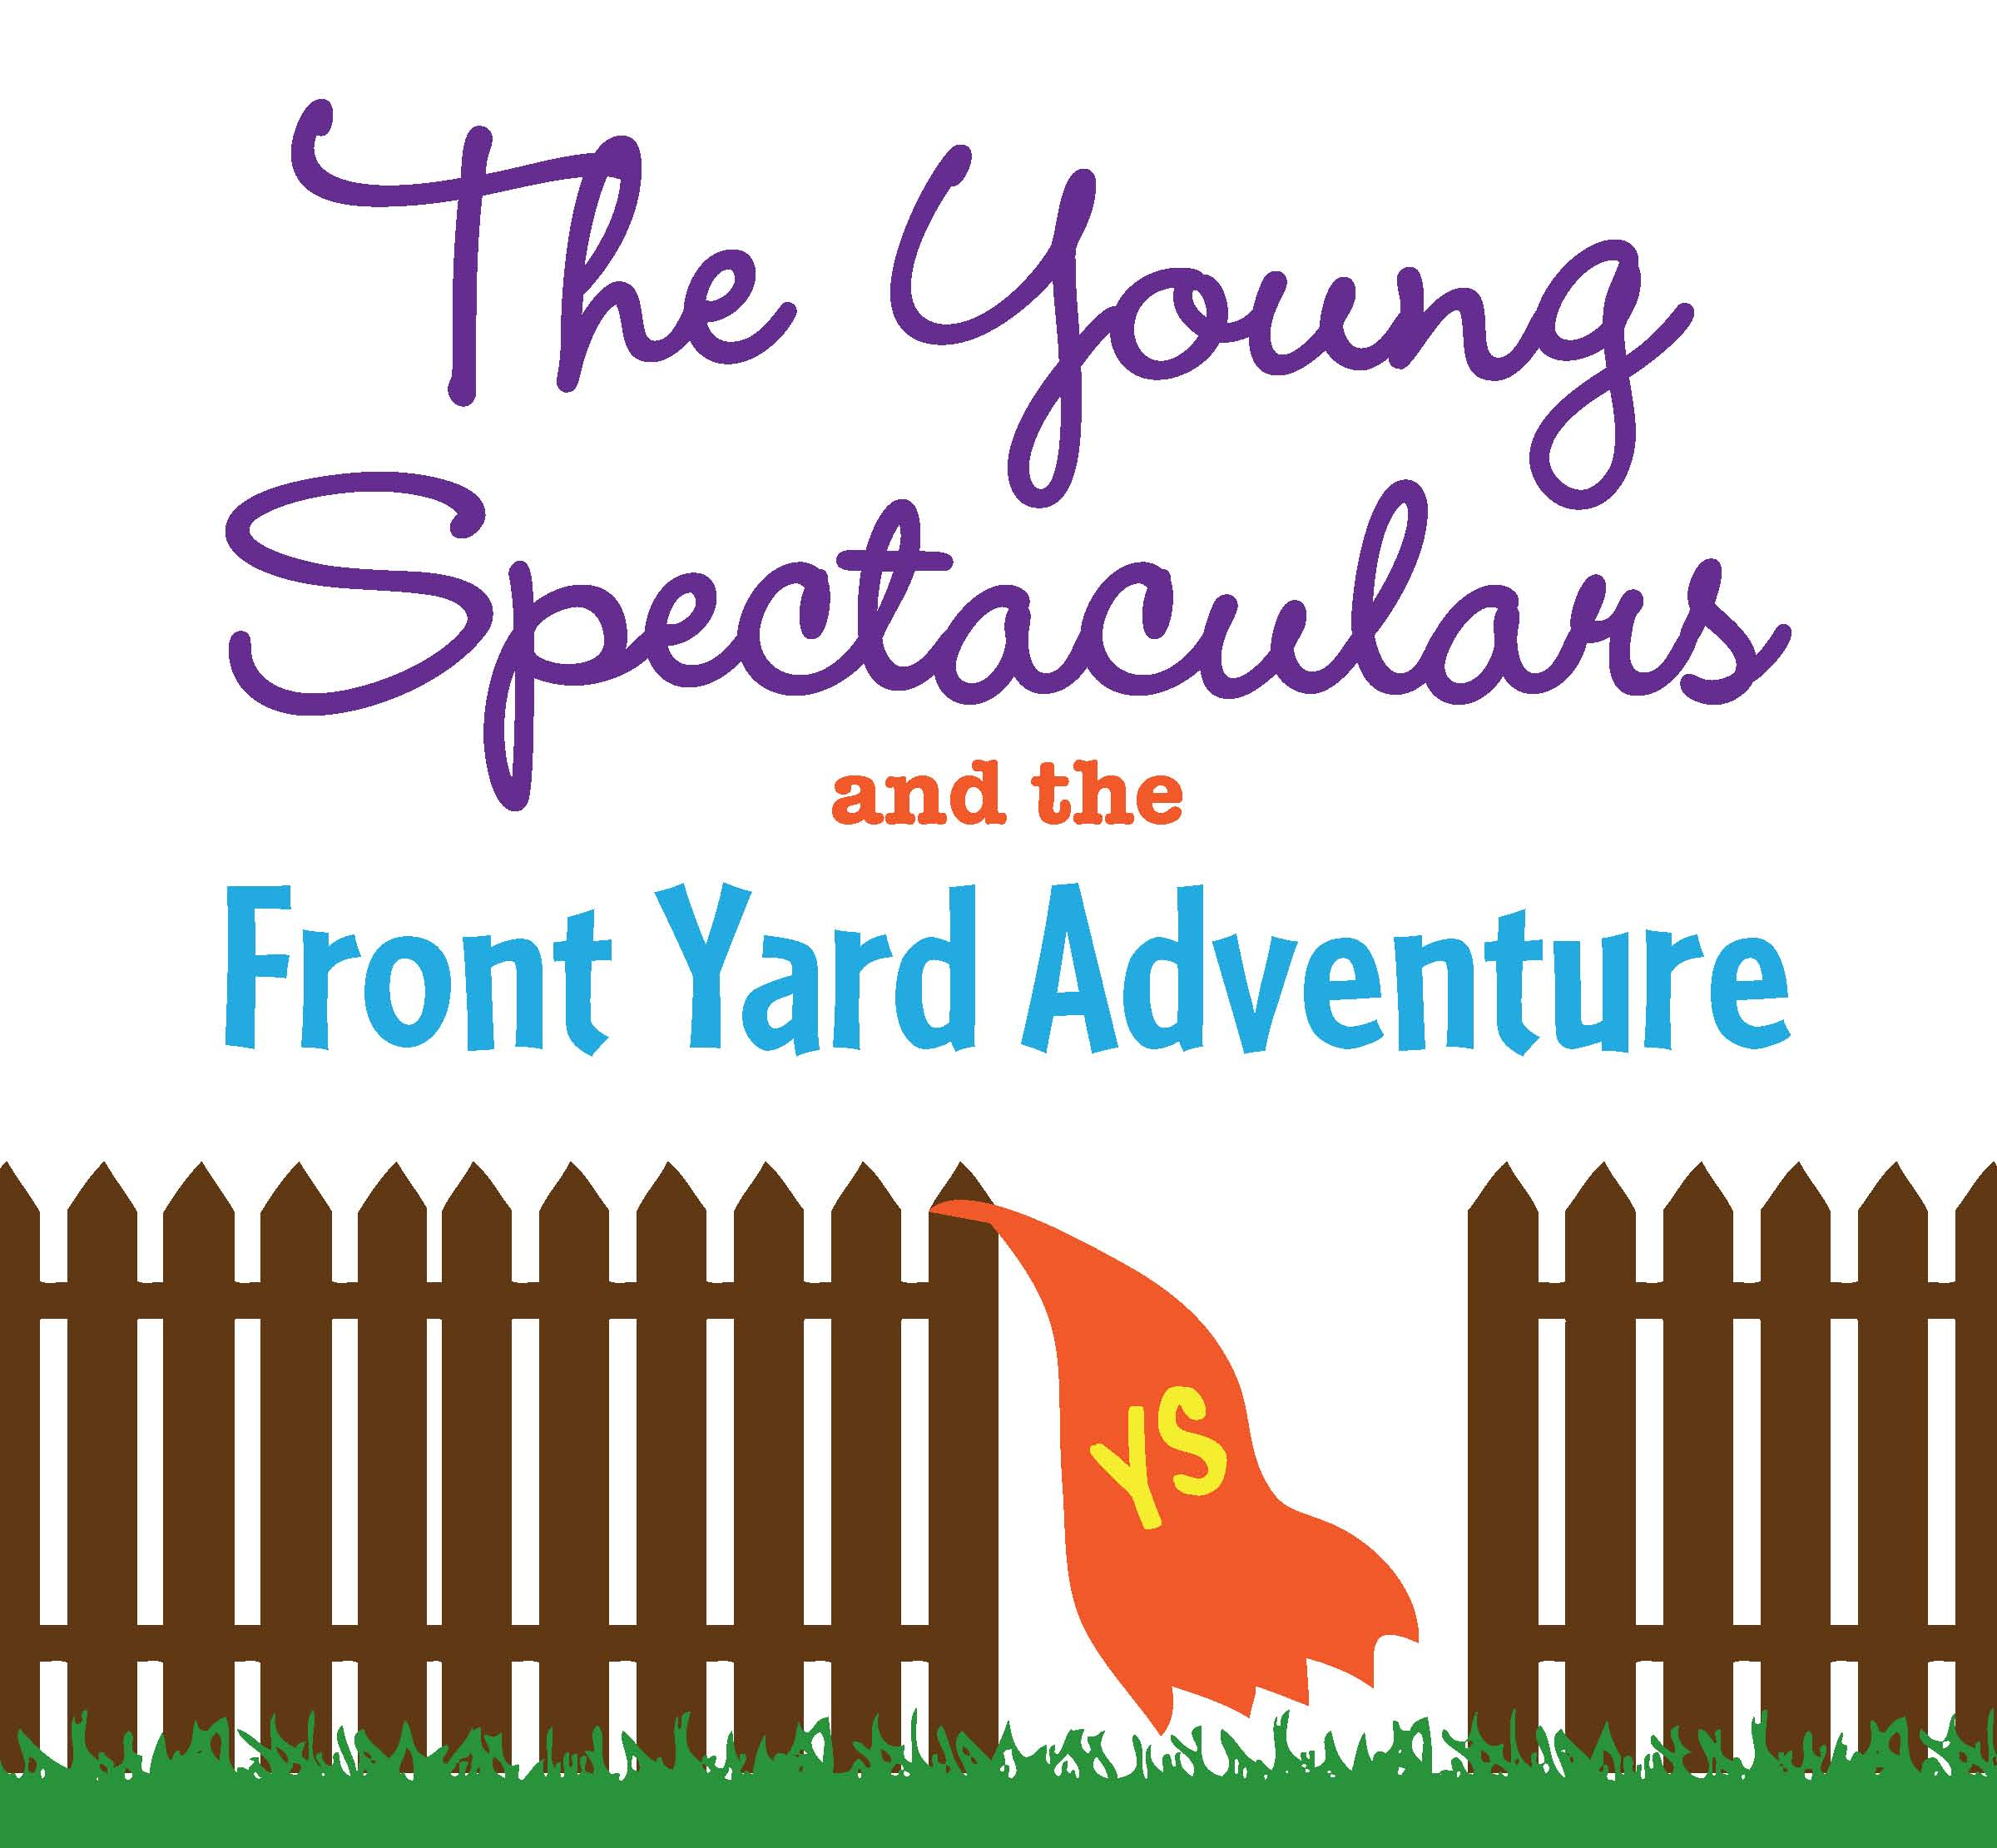 The Young
Spectaculars
and the
Front Yard Adventure
YS